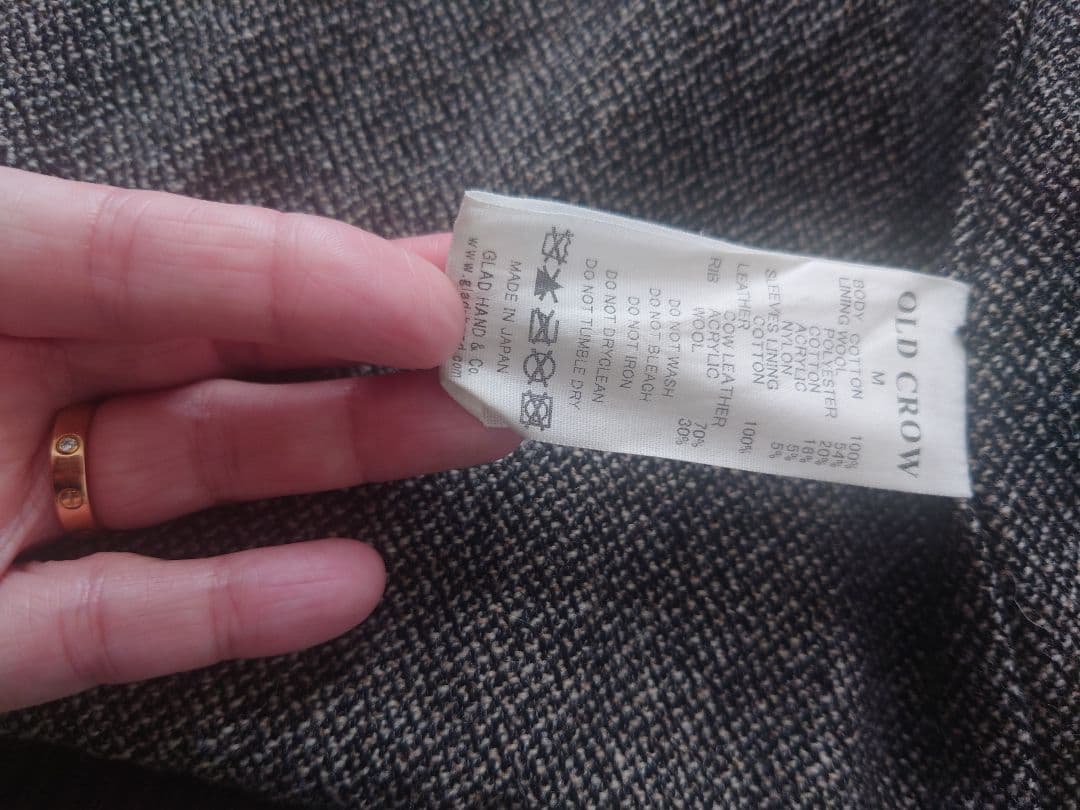 OLD CROW
M
BODY COTTON 100%
LINING WOOL 54%
POLYESTER 20%
COTTON 18%
ACRYLIC 5%
NYLON 5%
SLEEVES LINING
COTTON 100%
LEATHER
COW LEATHER
RIB ACRYLIC 70%
WOOL 30%
DO NOT WASH
DO NOT BLEACH
DO NOT IRON
DO NOT DRYCLEAN
DO NOT TUMBLE DRY
MADE IN JAPAN
GLAD HAND & Co.